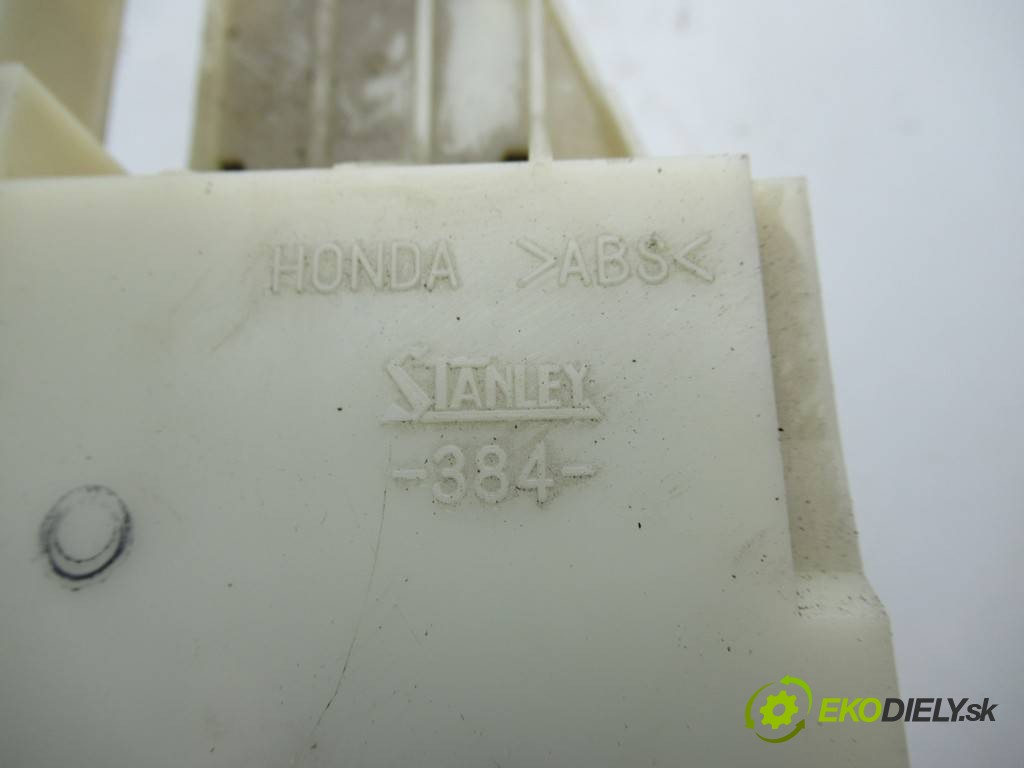 HONDA >ABS<
STANLEY
-384-
EKODIELY.sk